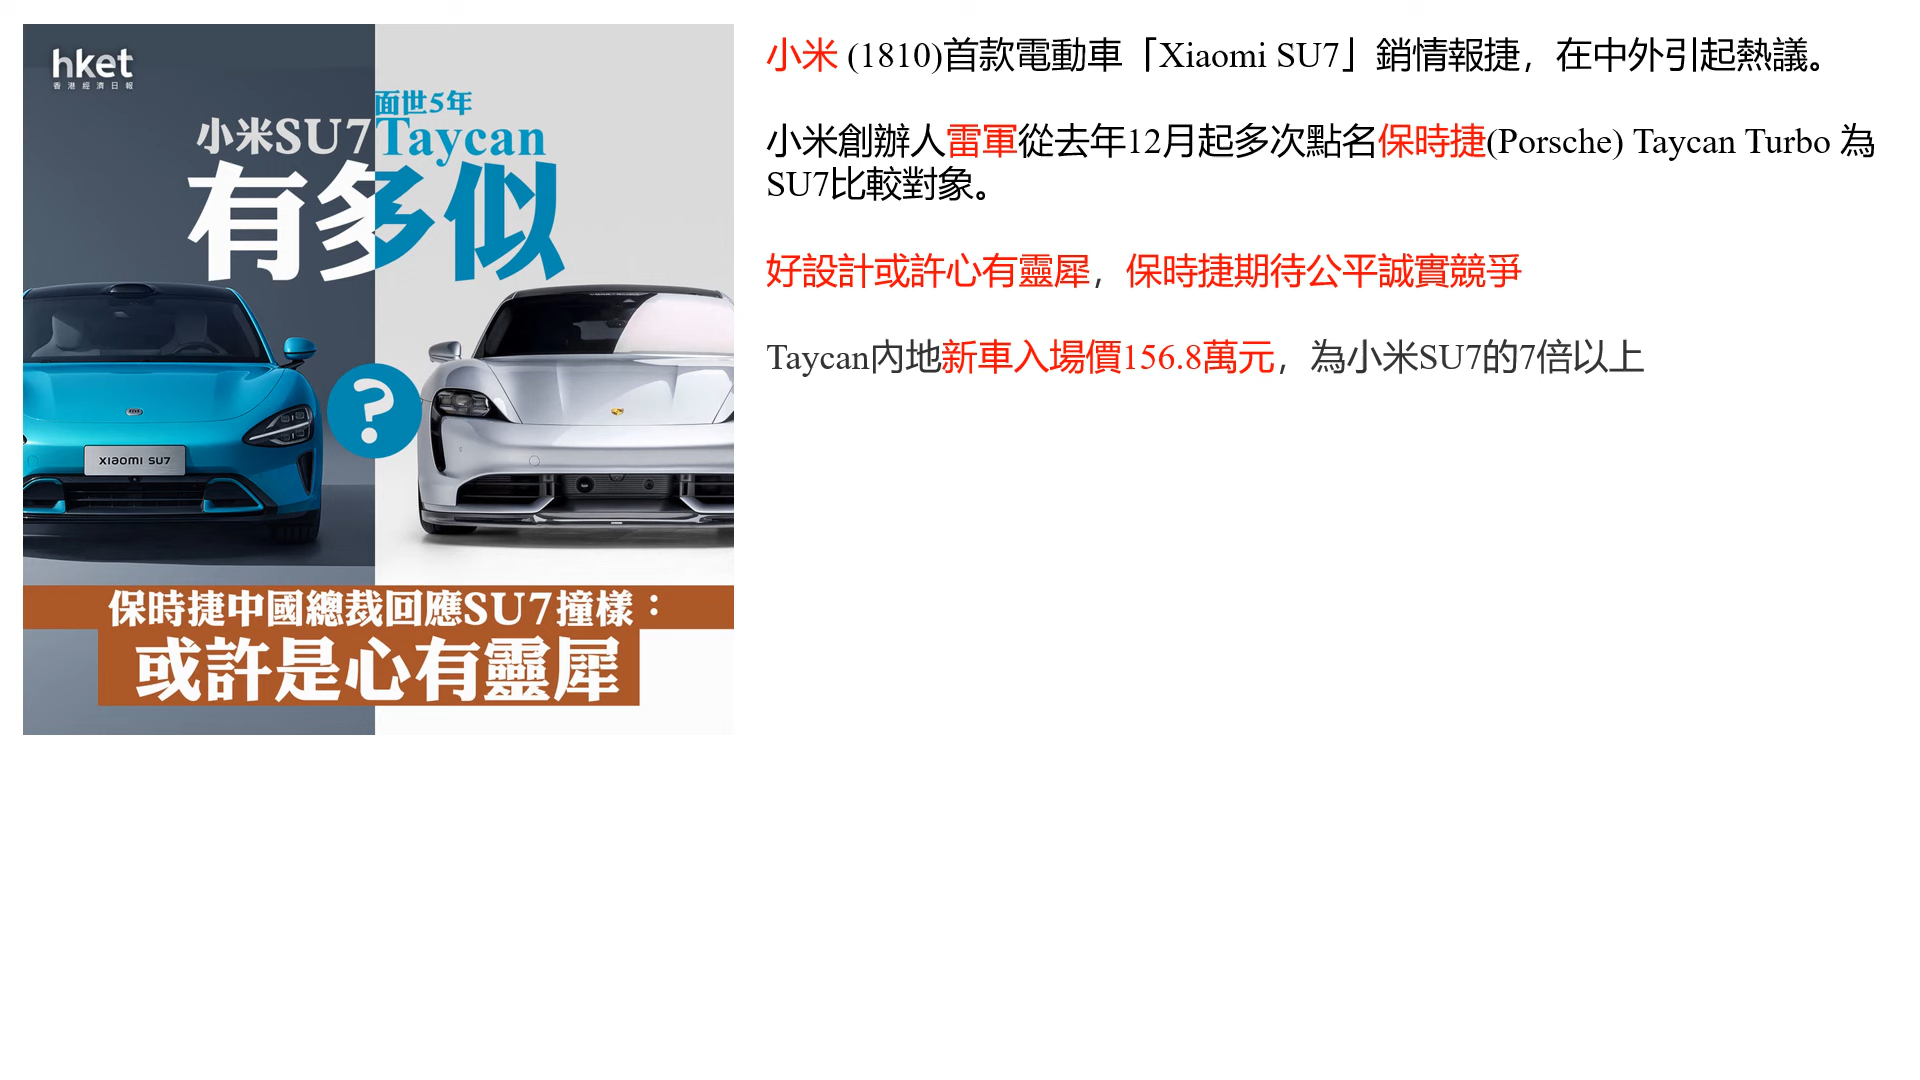 hket
香港經濟日報
面世5年
小米SU7 Taycan
有多似
?
XIAOMI SU7
保時捷中國總裁回應SU7撞樣：
或許是心有靈犀
小米 (1810)首款電動車「Xiaomi SU7」銷情報捷，在中外引起熱議。
小米創辦人雷軍從去年12月起多次點名保時捷(Porsche) Taycan Turbo 為
SU7比較對象。
好設計或許心有靈犀，保時捷期待公平誠實競爭
Taycan內地新車入場價156.8萬元，為小米SU7的7倍以上